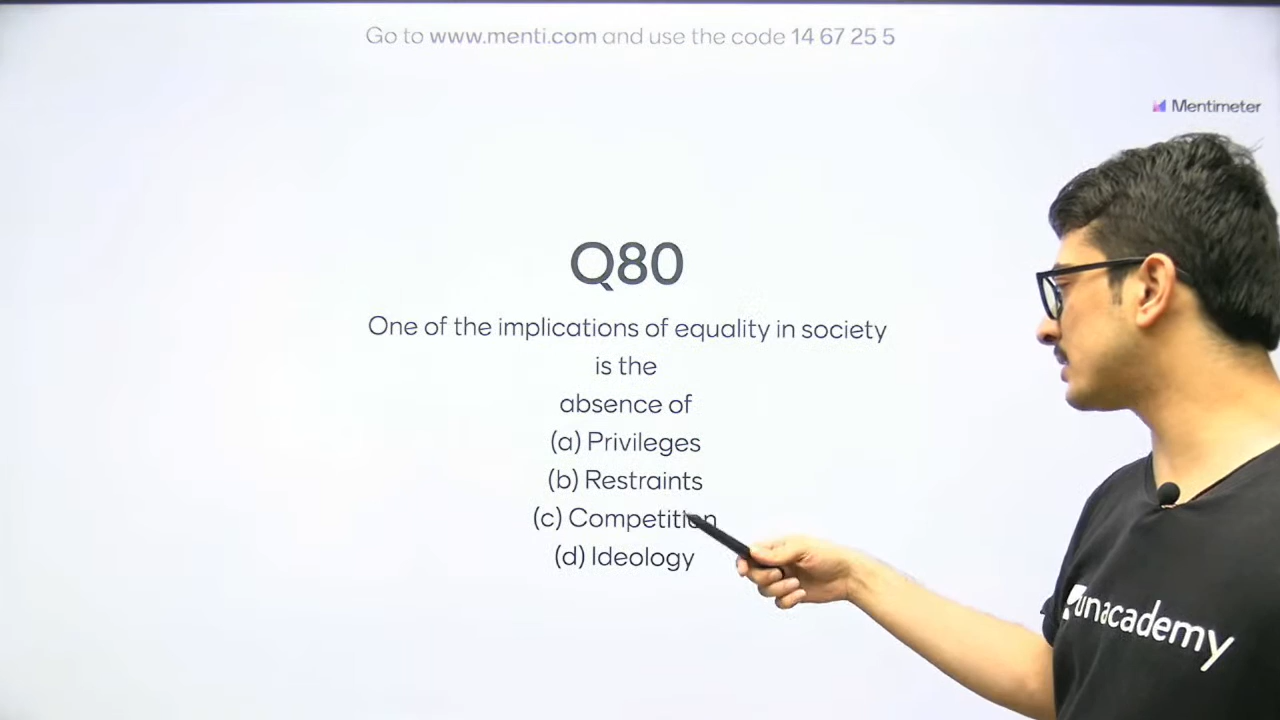 Go to www.menti.com and use the code 14 67 25 5
Mentimeter
Q80
One of the implications of equality in society
is the
absence of
(a) Privileges
(b) Restraints
(c) Competition
(d) Ideology
unacademy